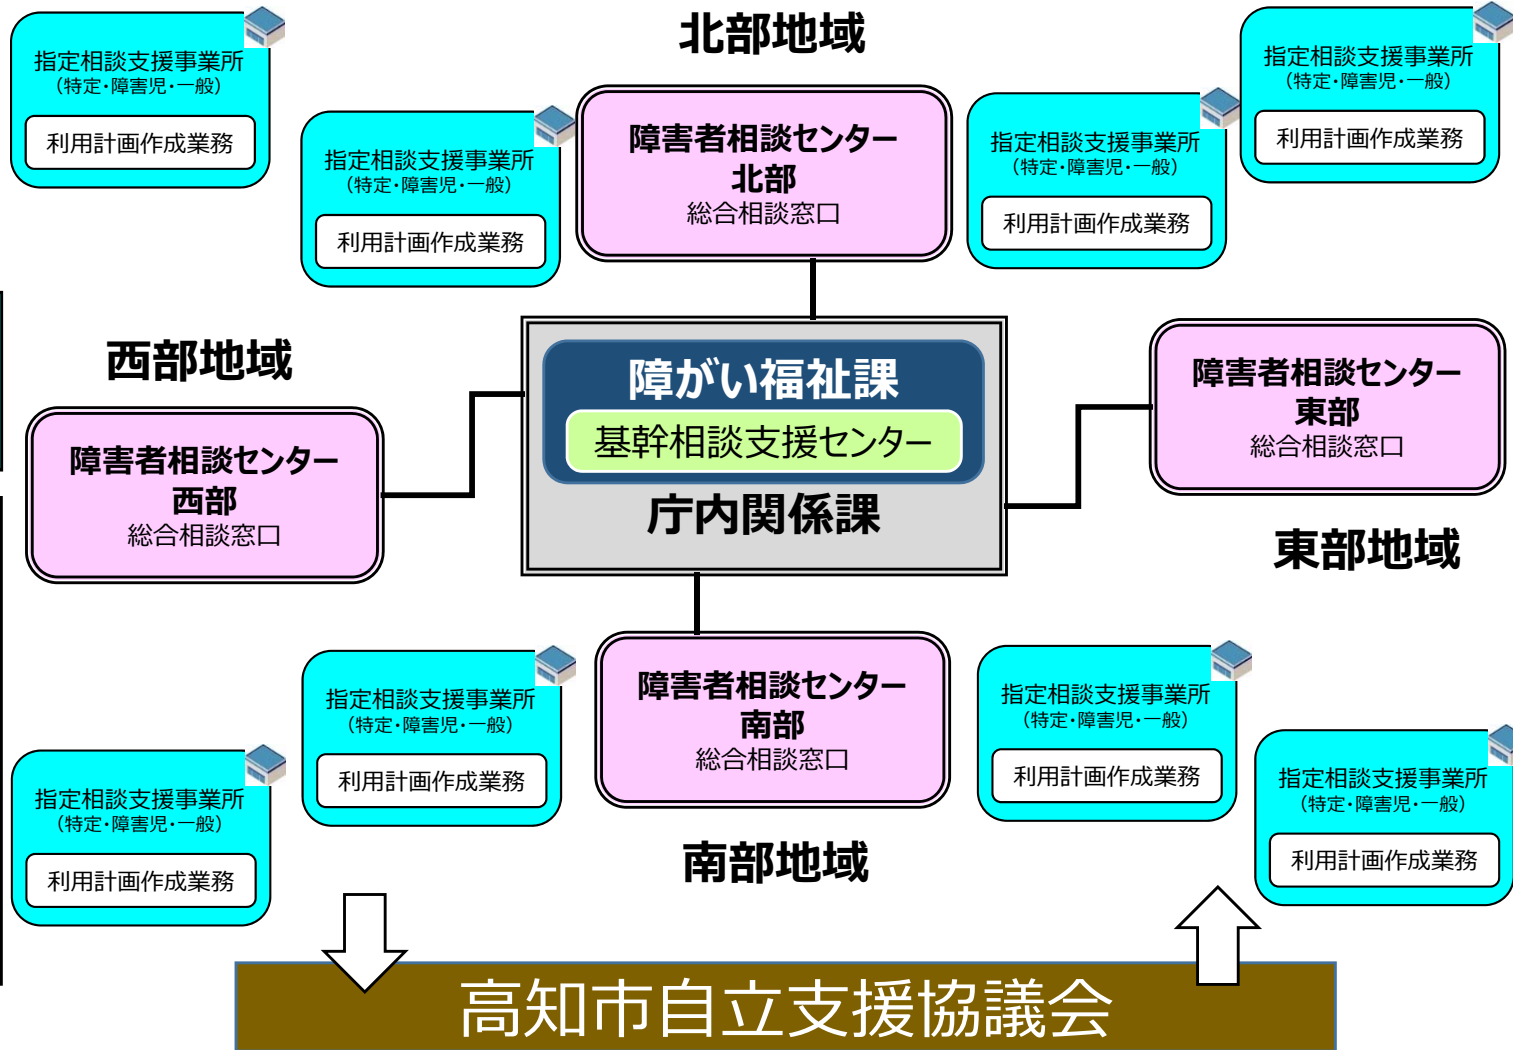 北部地域
指定相談支援事業所
（特定・障害児・一般）
利用計画作成業務
指定相談支援事業所
（特定・障害児・一般）
利用計画作成業務
障害者相談センター
北部
総合相談窓口
指定相談支援事業所
（特定・障害児・一般）
利用計画作成業務
指定相談支援事業所
（特定・障害児・一般）
利用計画作成業務
西部地域
障害者相談センター
西部
総合相談窓口
障がい福祉課
基幹相談支援センター
庁内関係課
障害者相談センター
東部
総合相談窓口
東部地域
指定相談支援事業所
（特定・障害児・一般）
利用計画作成業務
指定相談支援事業所
（特定・障害児・一般）
利用計画作成業務
障害者相談センター
南部
総合相談窓口
南部地域
指定相談支援事業所
（特定・障害児・一般）
利用計画作成業務
指定相談支援事業所
（特定・障害児・一般）
利用計画作成業務
高知市自立支援協議会